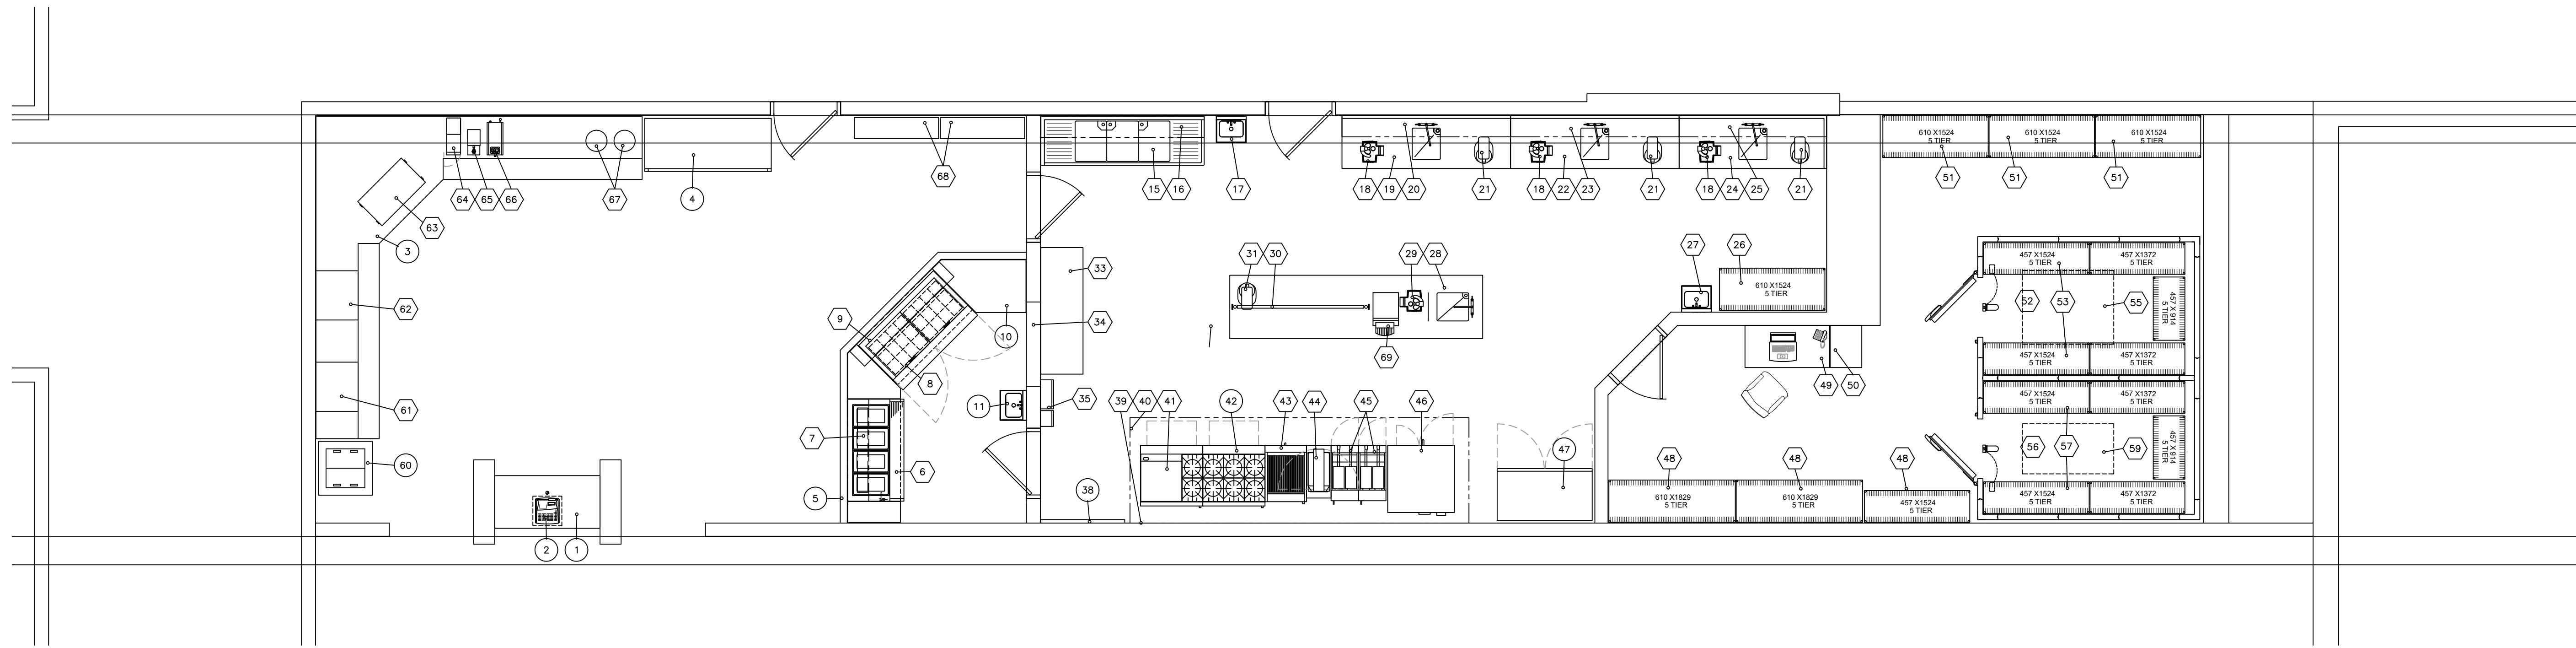 610 X1524
5 TIER
610 X1524
5 TIER
610 X1524
5 TIER
64
65
66
67
4
68
15
16
17
18
19
20
21
18
22
23
21
18
24
25
21
51
51
51
63
3
31
30
29
28
27
26
610 X1524
5 TIER
33
34
9
10
8
62
61
60
11
7
6
5
2
1
35
69
39
40
41
42
43
44
45
46
47
38
49
50
48
48
48
610 X1829
5 TIER
610 X1829
5 TIER
457 X1524
5 TIER
457 X1524
5 TIER
457 X1372
5 TIER
52
53
55
457 X 914
5 TIER
457 X1524
5 TIER
457 X1372
5 TIER
457 X1524
5 TIER
457 X1372
5 TIER
56
57
59
457 X 914
5 TIER
457 X1524
5 TIER
457 X1372
5 TIER